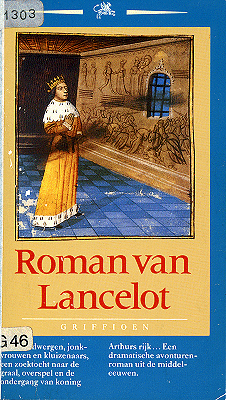 1303
Roman van
Lancelot
GRIFFIOEN
G46
dwergen, jonk-
vrouwen en kluizenaars,
een zoektocht naar de
graal, overspel en de
ondergang van koning
Arthurs rijk... Een
dramatische avonturen-
roman uit de middel-
eeuwen.